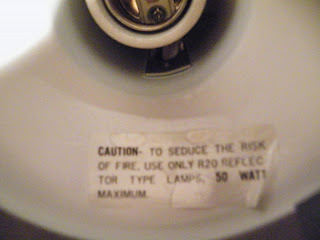 CAUTION- TO SEDUCE THE RISK
OF FIRE, USE ONLY R20 REFLEC
TOR TYPE LAMPS, 50 WATT
MAXIMUM.